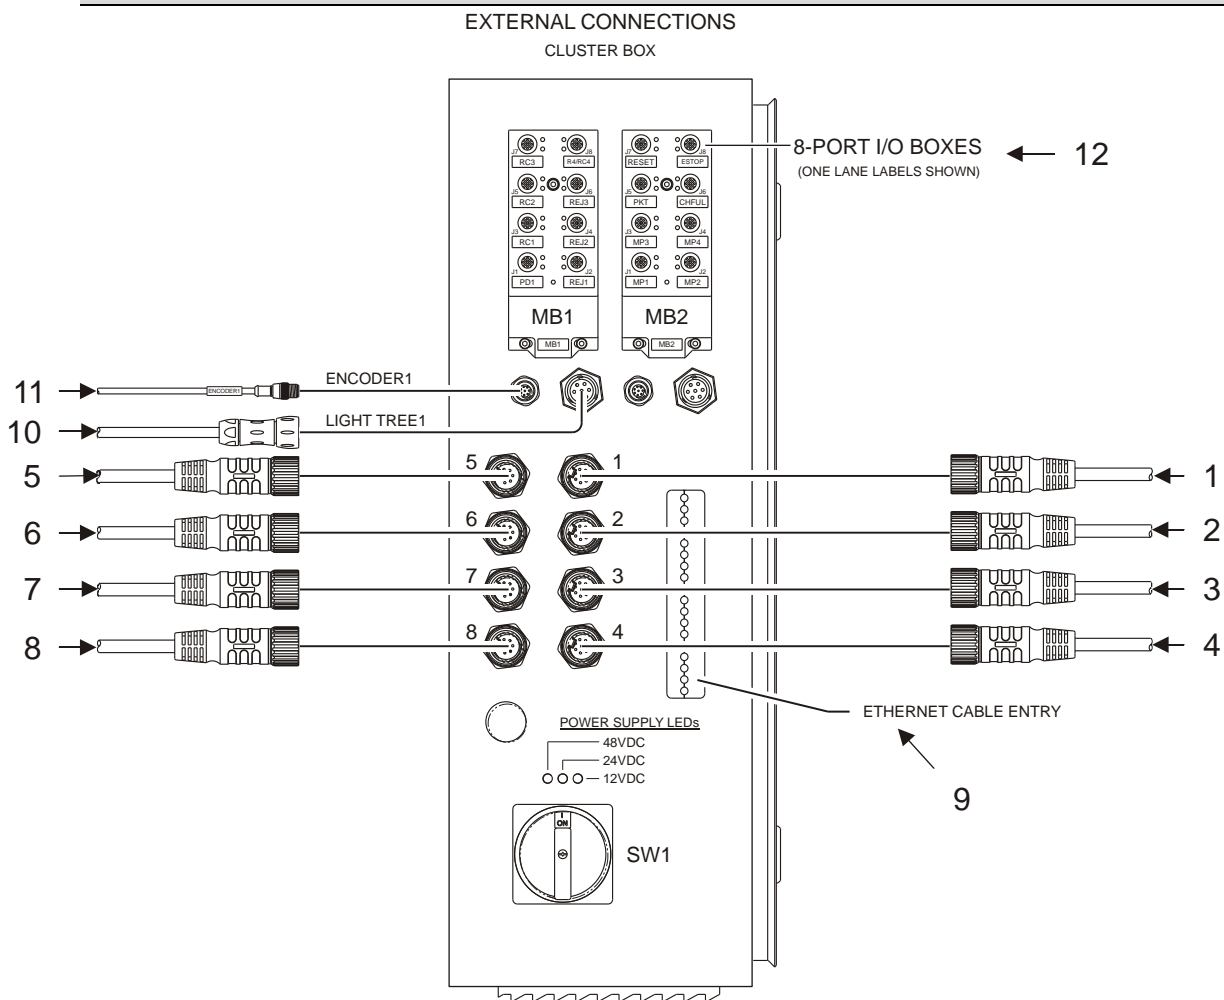 EXTERNAL CONNECTIONS
CLUSTER BOX
J7 J8 J7 J8
RC3 R4/RC4 RESET ESTOP
8-PORT I/O BOXES 12
(ONE LANE LABELS SHOWN)
J5 J6 J5 J6
RC2 REJ3 PKT CHFUL
J3 J4 J3 J4
RC1 REJ2 MP3 MP4
J1 J2 J1 J2
PD1 REJ1 MP1 MP2
MB1 MB2
MB1 MB2
11 ENCODER1 ENCODER1
10 LIGHT TREE1
5 5 1 1
6 6 2 2
7 7 3 3
8 8 4 4
ETHERNET CABLE ENTRY
9
POWER SUPPLY LEDs
48VDC
24VDC
12VDC
I
ON
SW1